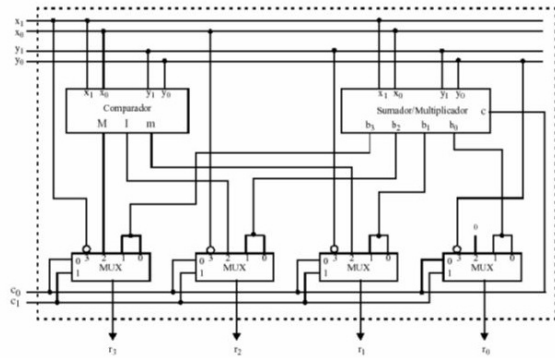 x1
x0
y1
y0
x1 x0 y1 y0
Comparador
M I m
x1 x0 y1 y0
Sumador/Multiplicador c
b3 b2 b1 b0
0
3 2 1 0
0
1
MUX
3 2 1 0
0
1
MUX
3 2 1 0
0
1
MUX
3 2 1 0
0
1
MUX
c0
c1
r3 r2 r1 r0